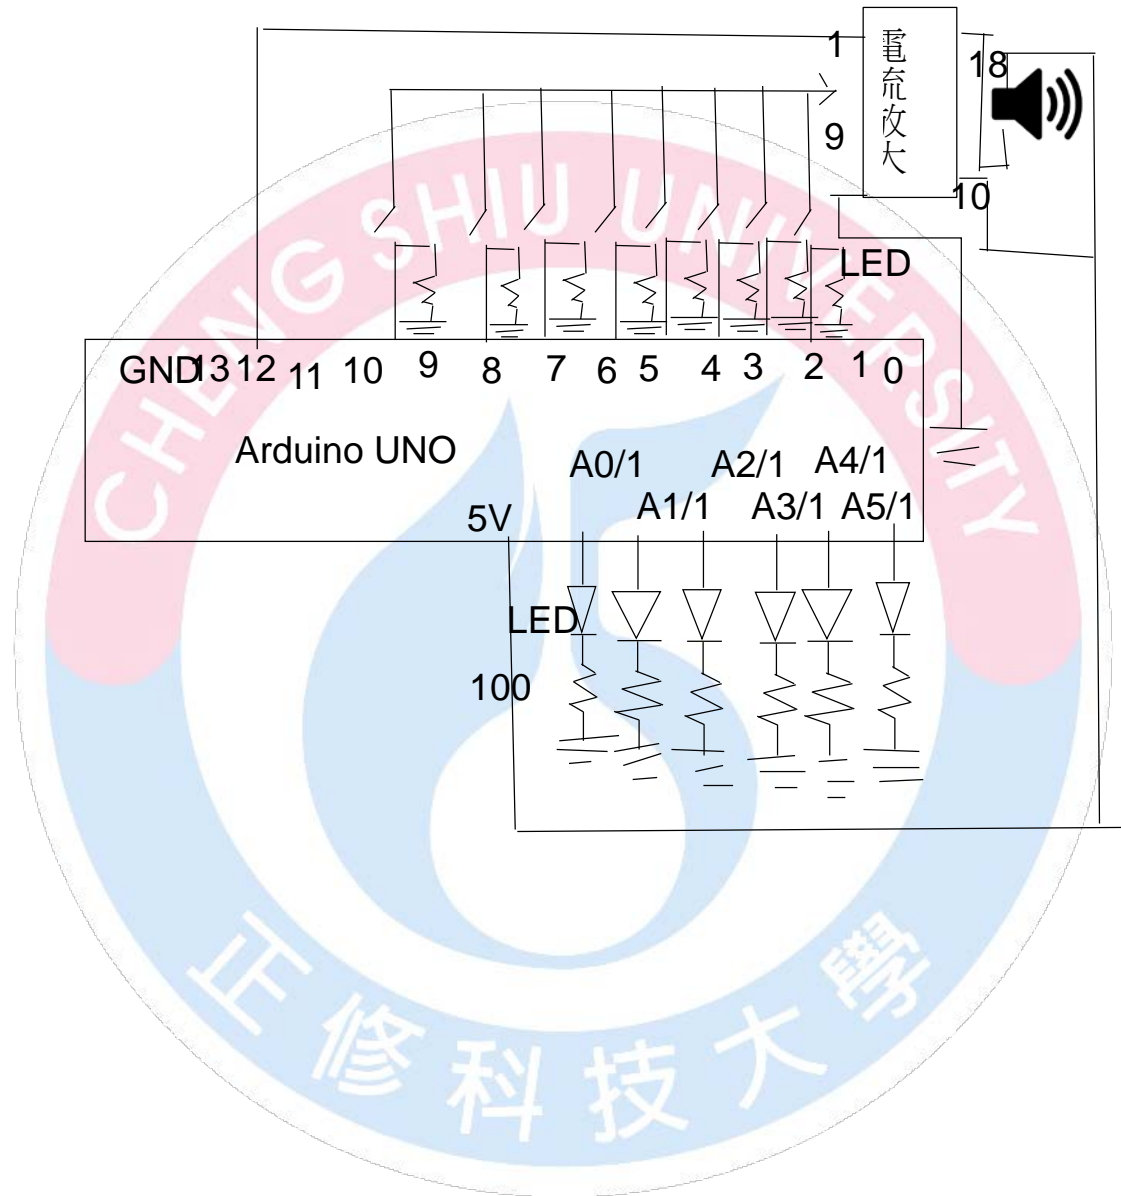 1
電流放大
18
9
10
LED
GND 13 12 11 10 9 8 7 6 5 4 3 2 1 0
Arduino UNO
A0/1 A2/1 A4/1
A1/1 A3/1 A5/1
5V
LED
100
CHENG SHIU UNIVERSITY
正修科技大學